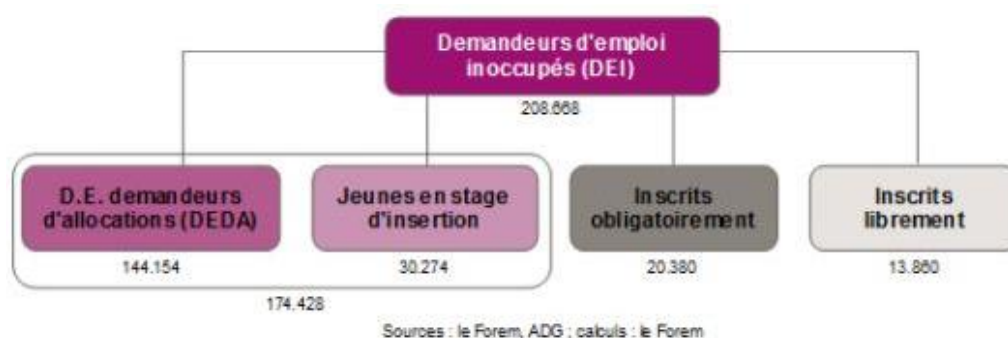 Demandeurs d'emploi
inoccupés (DEI)
208.668
D.E. demandeurs
d'allocations (DEDA)
Jeunes en stage
d'insertion
Inscrits
obligatoirement
Inscrits
librement
144.154
30.274
20.380
13.860
174.428
Sources : le Forem, ADG ; calculs : le Forem